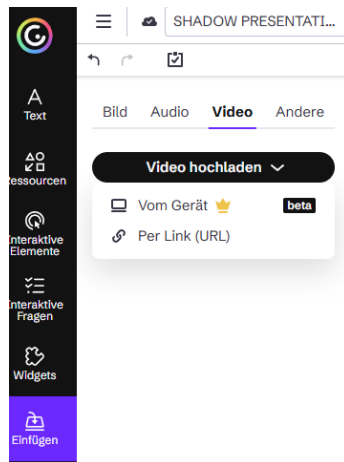 SHADOW PRESENTATI...
Text
Ressourcen
Interaktive
Elemente
Interaktive
Fragen
Widgets
Einfügen
Bild Audio Video Andere
Video hochladen
Vom Gerät beta
Per Link (URL)